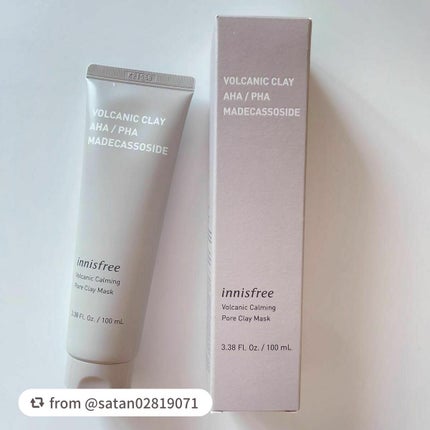 VOLCANIC CLAY
AHA / PHA
MADECASSOSIDE
innisfree
Volcanic Calming
Pore Clay Mask
3.38 Fl. Oz. / 100 mL
VOLCANIC CLAY
AHA / PHA
MADECASSOSIDE
innisfree
Volcanic Calming
Pore Clay Mask
3.38 Fl. Oz. / 100 mL
from @satan02819071